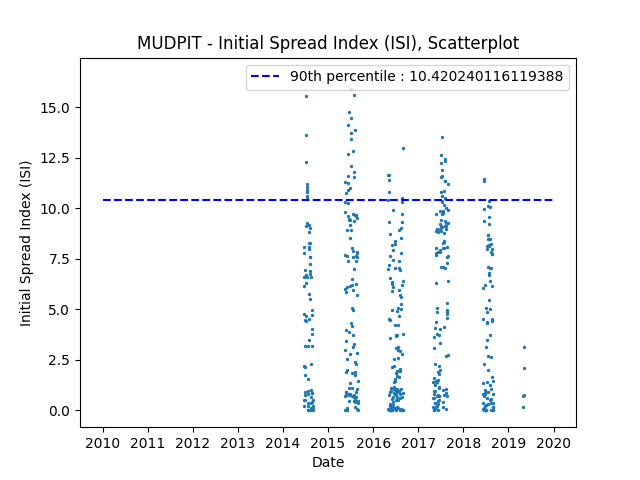 MUDPIT - Initial Spread Index (ISI), Scatterplot
90th percentile : 10.420240116119388
Initial Spread Index (ISI)
15.0
12.5
10.0
7.5
5.0
2.5
0.0
2010 2011 2012 2013 2014 2015 2016 2017 2018 2019 2020
Date